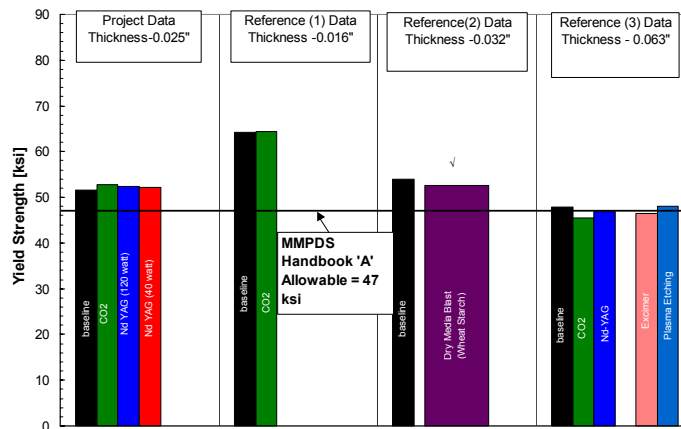 Project Data
Thickness-0.025"
Reference (1) Data
Thickness -0.016"
Reference(2) Data
Thickness -0.032"
Reference (3) Data
Thickness - 0.063"
Yield Strength [ksi]
90
80
70
60
50
40
30
20
10
0
baseline
CO2
Nd YAG (120 watt)
Nd YAG (40 watt)
baseline
CO2
MMPDS
Handbook 'A'
Allowable = 47
ksi
√
baseline
Dry Media Blast
(Wheat Starch)
baseline
CO2
Nd-YAG
Excimer
Plasma Etching